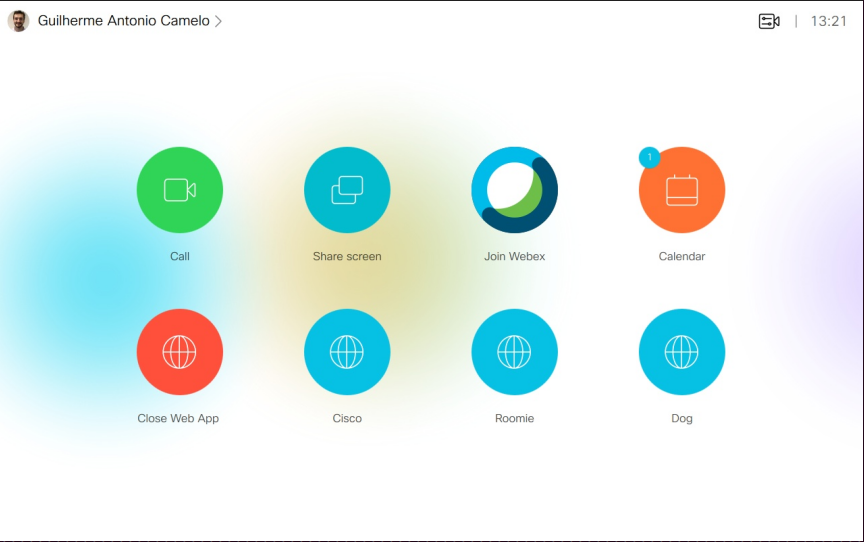 Guilherme Antonio Camelo
13:21
1
Call
Share screen
Join Webex
Calendar
Close Web App
Cisco
Roomie
Dog